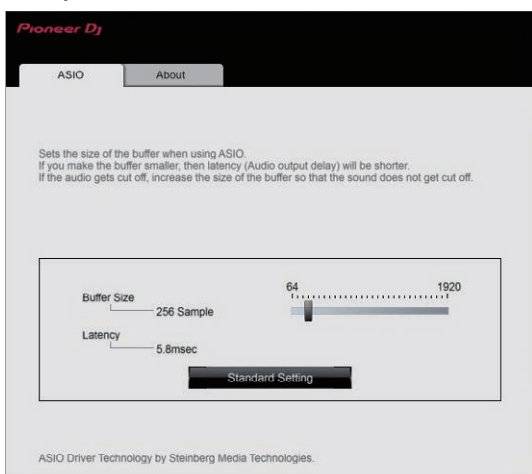 Pioneer Dj
ASIO
About
Sets the size of the buffer when using ASIO.
If you make the buffer smaller, then latency (Audio output delay) will be shorter.
If the audio gets cut off, increase the size of the buffer so that the sound does not get cut off.
64
1920
Buffer Size
256 Sample
Latency
5.8msec
Standard Setting
ASIO Driver Technology by Steinberg Media Technologies.